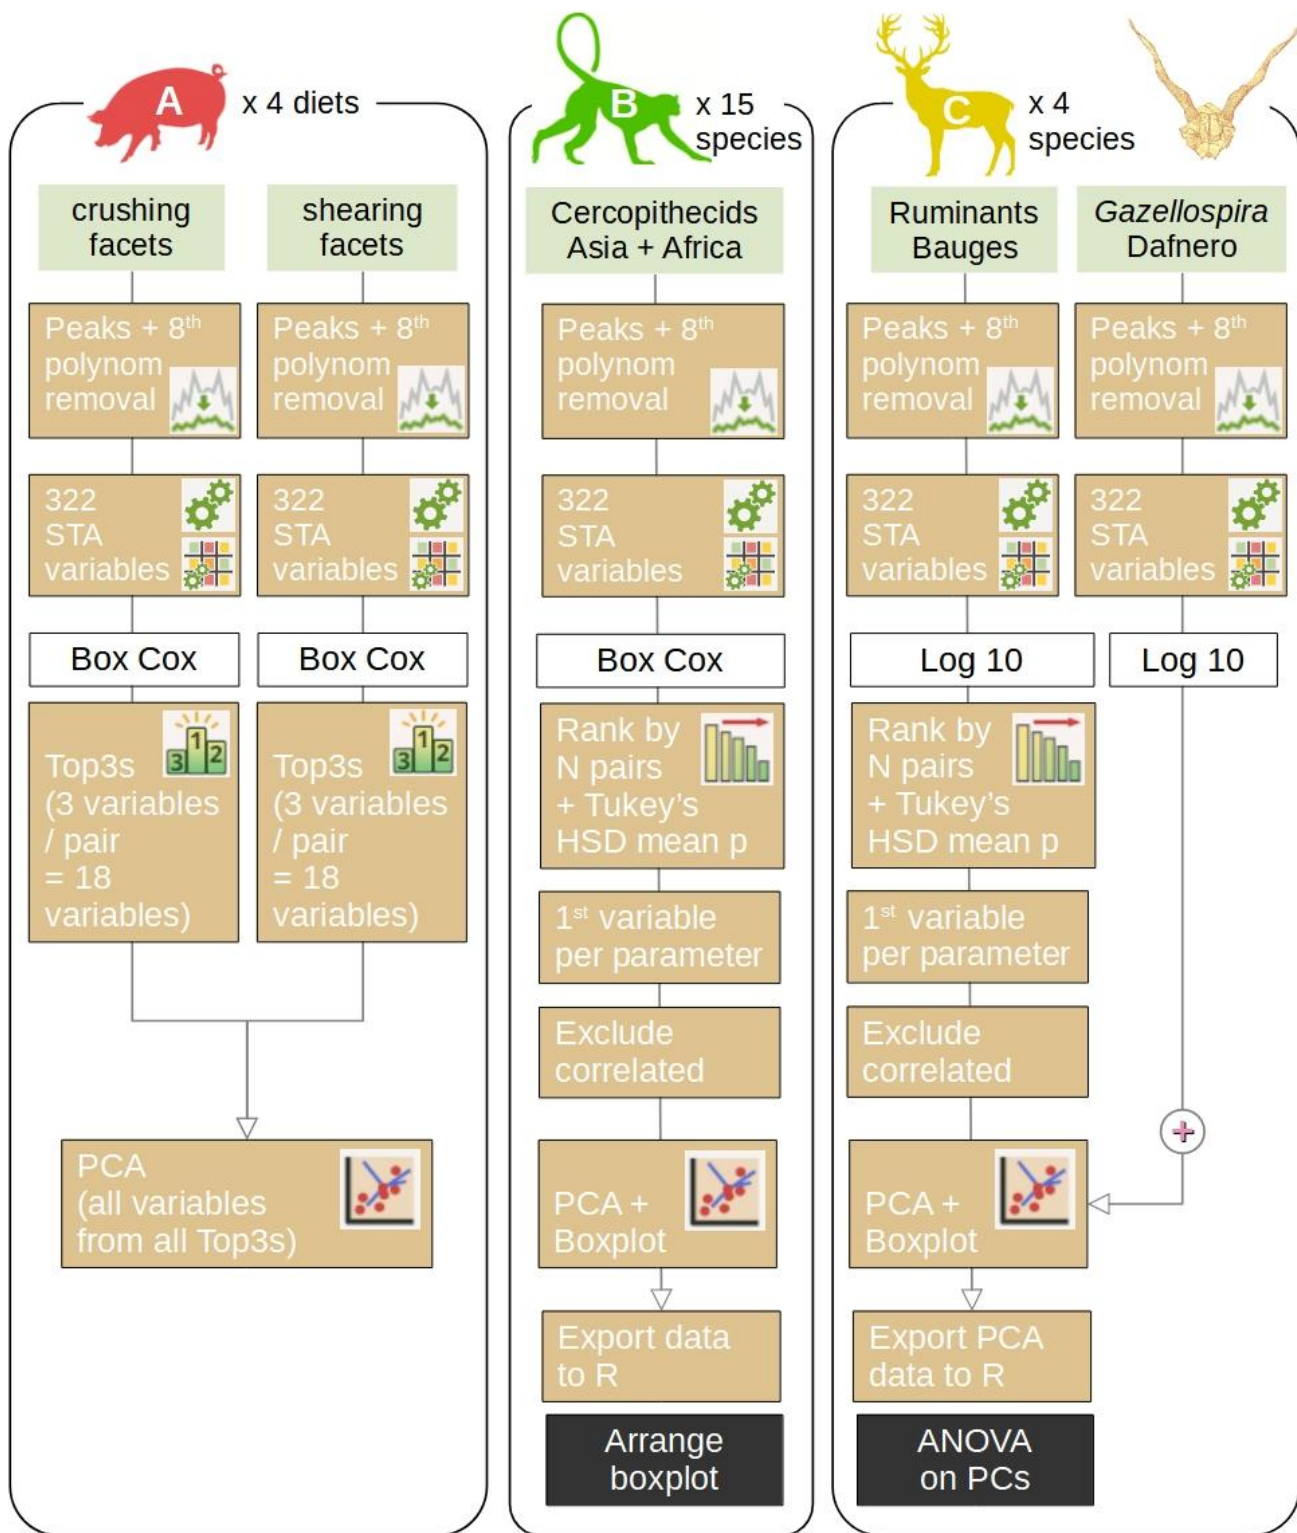 A
x 4 diets
crushing
facets
shearing
facets
Peaks + 8th
polynom
removal
Peaks + 8th
polynom
removal
322
STA
variables
322
STA
variables
Box Cox
Box Cox
3 1 2
Top3s
(3 variables
/ pair
= 18
variables)
3 1 2
Top3s
(3 variables
/ pair
= 18
variables)
PCA
(all variables
from all Top3s)
B
x 15
species
Cercopithecids
Asia + Africa
Peaks + 8th
polynom
removal
322
STA
variables
Box Cox
Rank by
N pairs
+ Tukey's
HSD mean p
1st variable
per parameter
Exclude
correlated
PCA +
Boxplot
Export data
to R
Arrange
boxplot
C
x 4
species
Ruminants
Bauges
Gazellospira
Dafnero
Peaks + 8th
polynom
removal
Peaks + 8th
polynom
removal
322
STA
variables
322
STA
variables
Log 10
Log 10
Rank by
N pairs
+ Tukey's
HSD mean p
1st variable
per parameter
Exclude
correlated
+
PCA +
Boxplot
Export PCA
data to R
ANOVA
on PCs